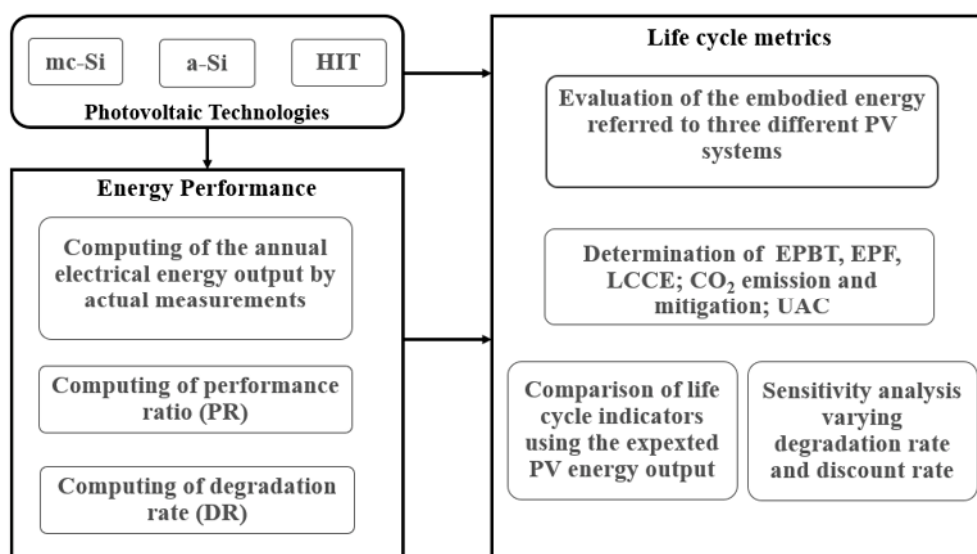 mc-Si
a-Si
HIT
Photovoltaic Technologies
Energy Performance
Computing of the annual
electrical energy output by
actual measurements
Computing of performance
ratio (PR)
Computing of degradation
rate (DR)
Life cycle metrics
Evaluation of the embodied energy
referred to three different PV
systems
Determination of EPBT, EPF,
LCCE; CO₂ emission and
mitigation; UAC
Comparison of life
cycle indicators
using the expexted
PV energy output
Sensitivity analysis
varying
degradation rate
and discount rate